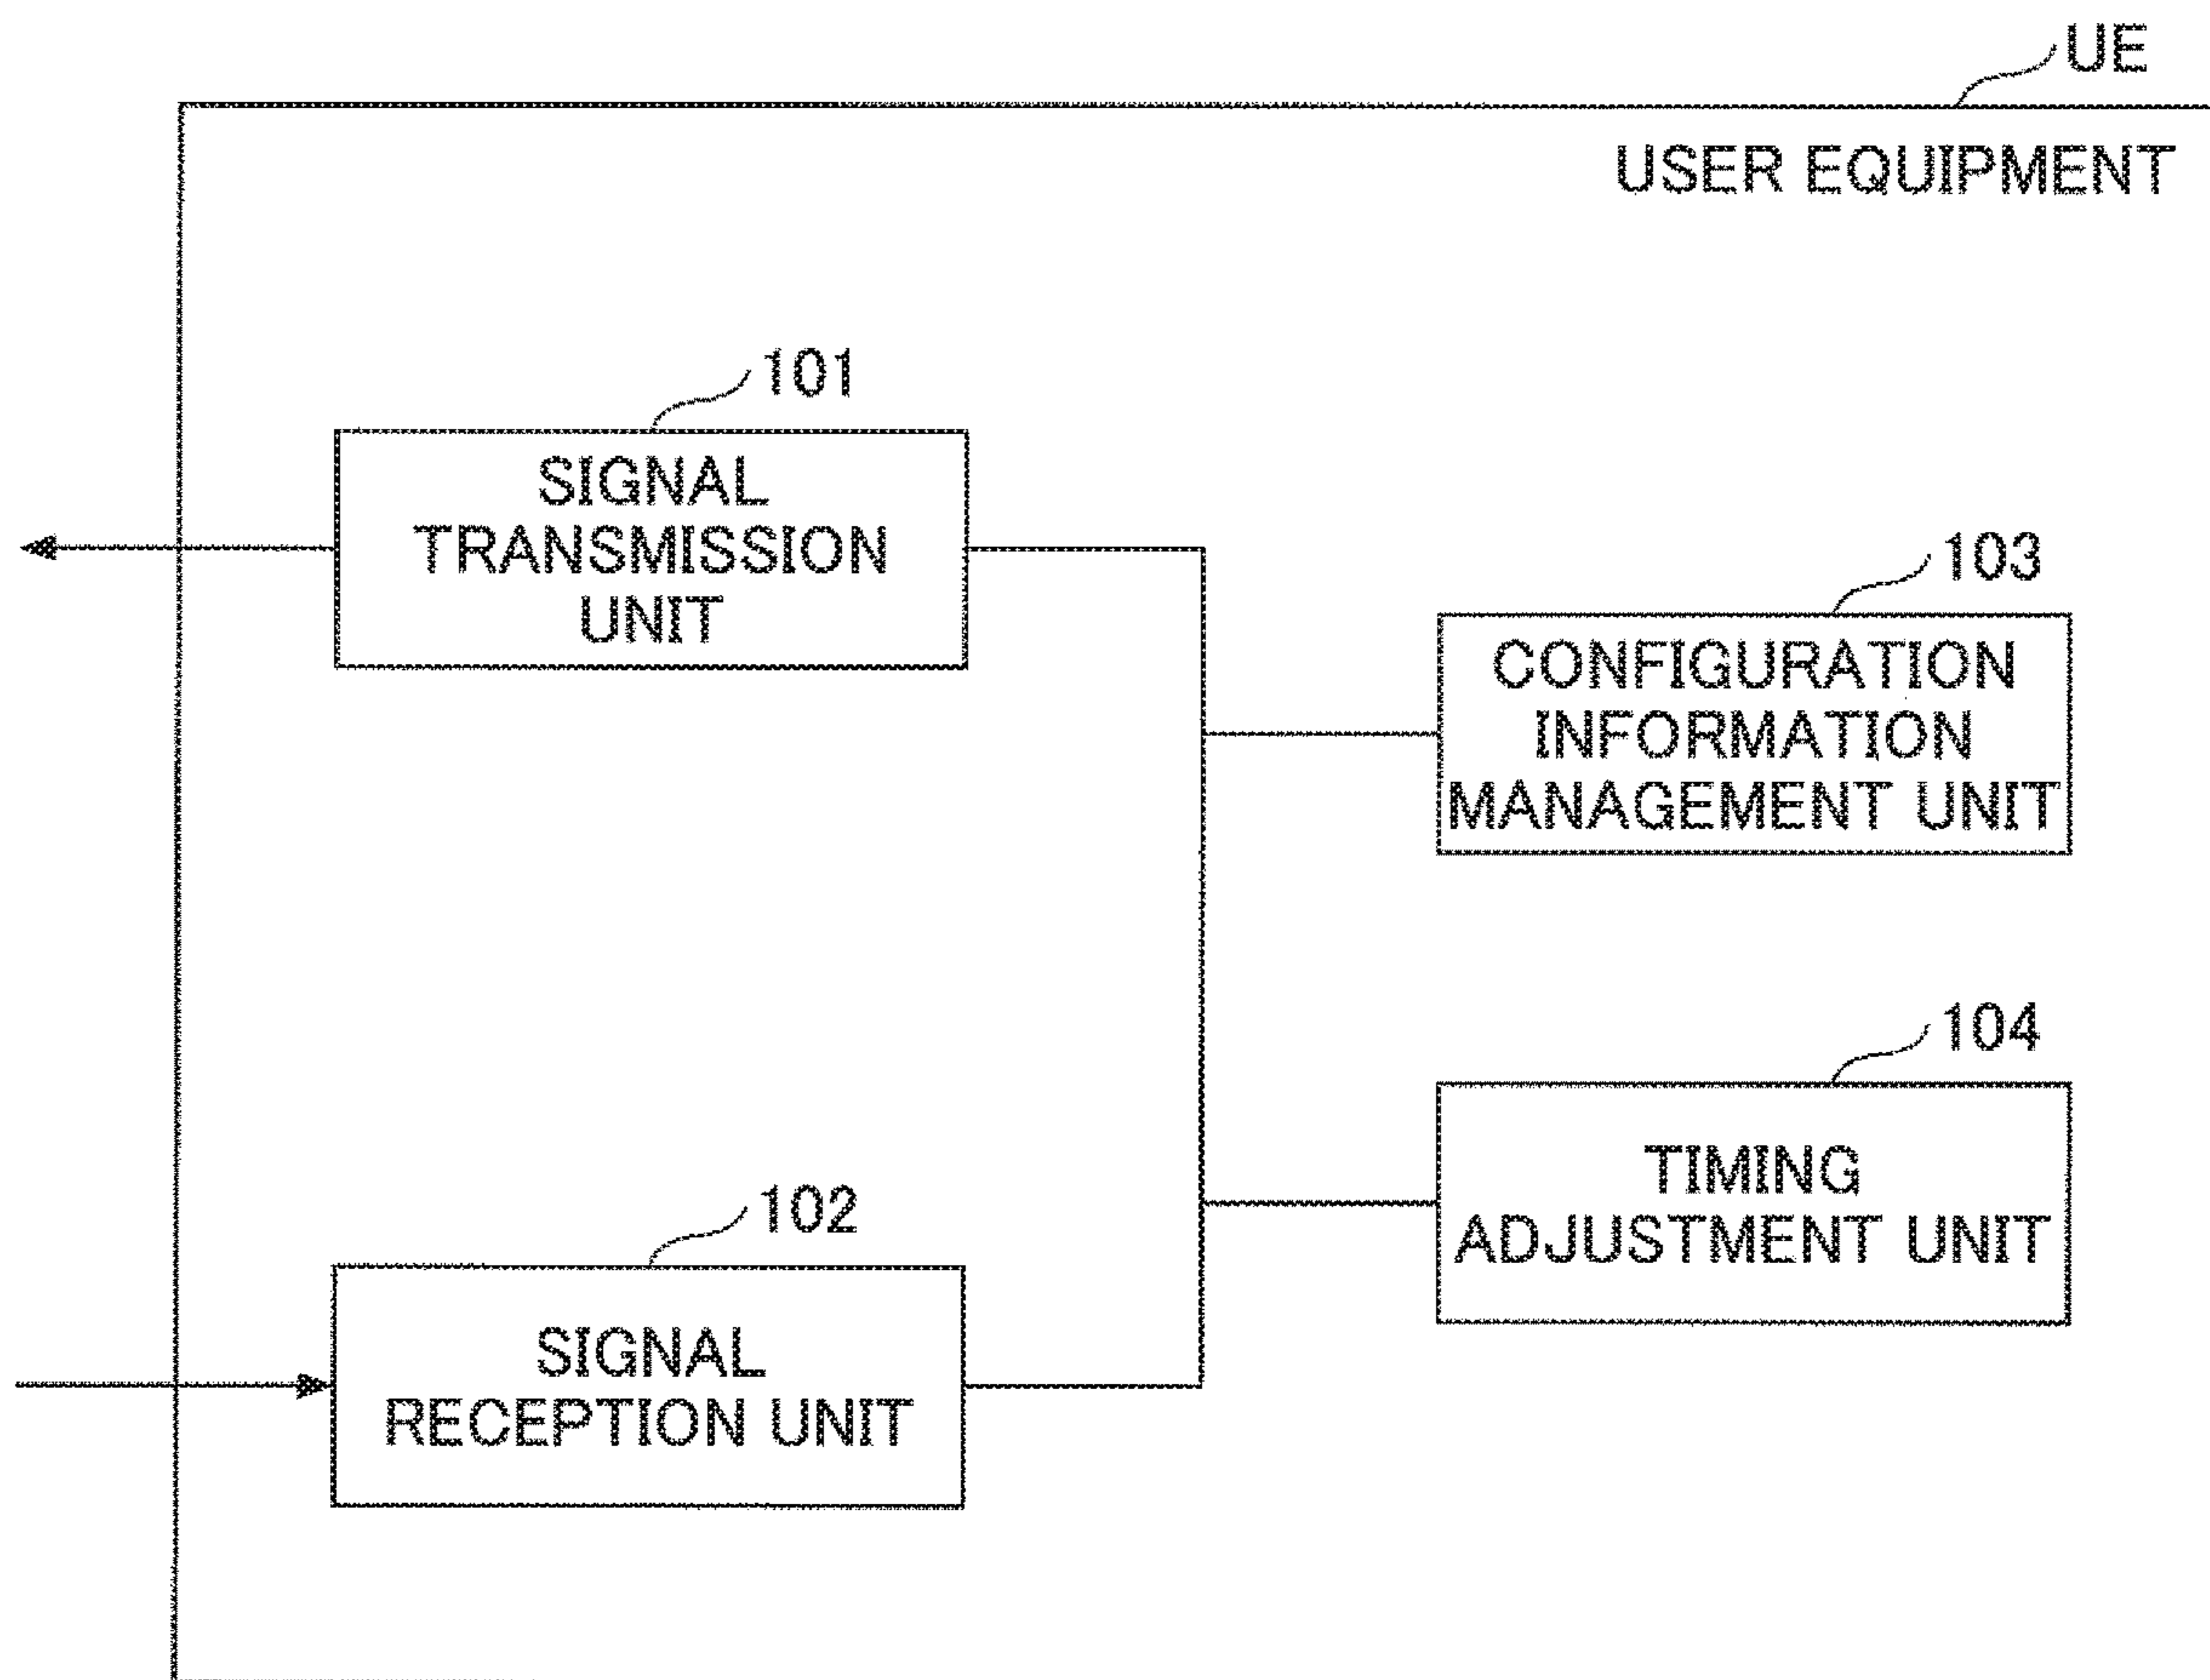 UE
USER EQUIPMENT
101
SIGNAL
TRANSMISSION
UNIT
103
CONFIGURATION
INFORMATION
MANAGEMENT UNIT
104
TIMING
ADJUSTMENT UNIT
102
SIGNAL
RECEPTION UNIT